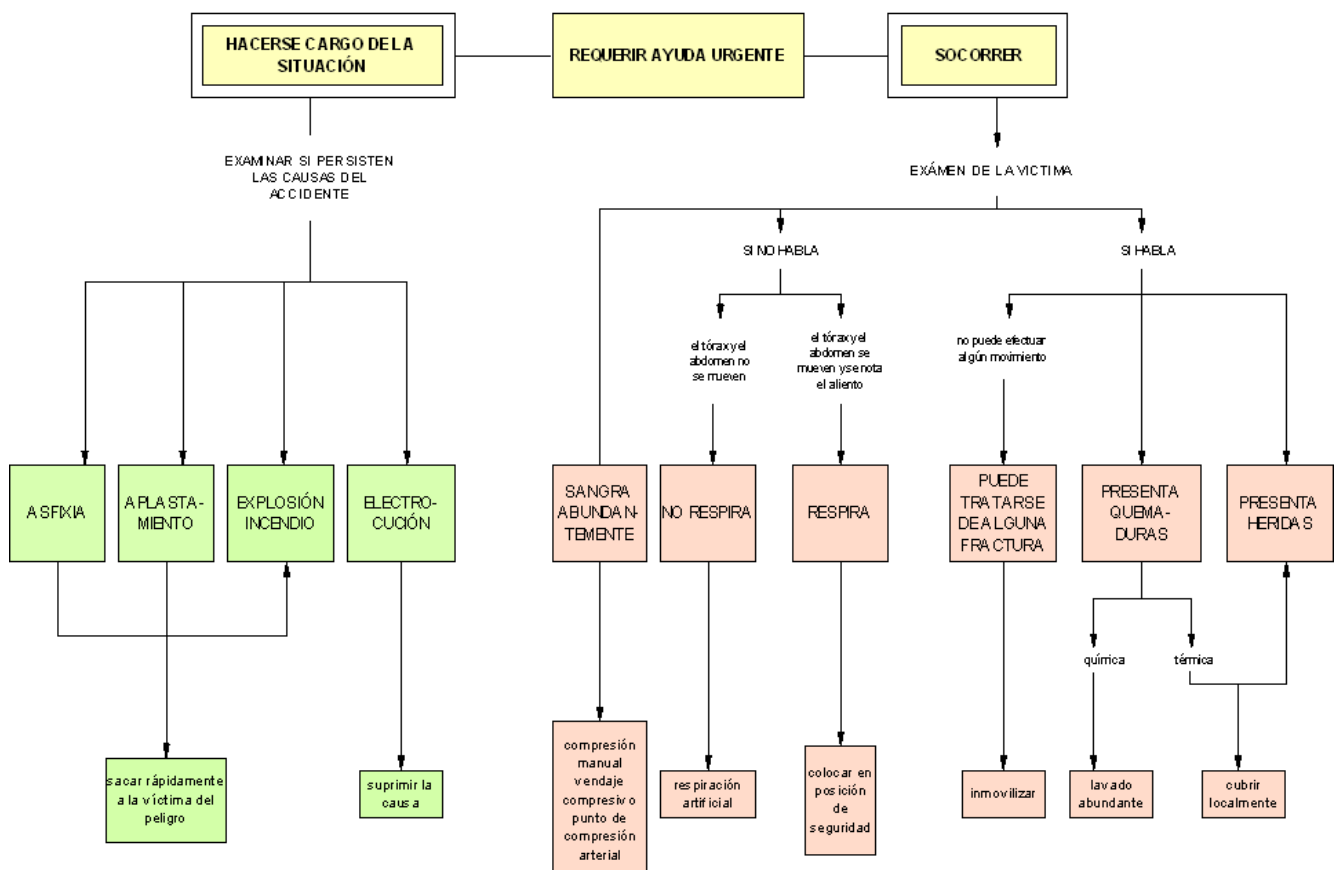 HACERSE CARGO DE LA
SITUACIÓN
REQUERIR AYUDA URGENTE
SOCORRER
EXAMINAR SI PERSISTEN
LAS CAUSAS DEL
ACCIDENTE
EXÁMEN DE LA VICTIMA
SI NO HABLA
SI HABLA
el tórax y el
abdomen no
se mueven
el tórax y el
abdomen se
mueven y se nota
el aliento
no puede efectuar
algún movimiento
ASFIXIA
APLASTA-
MIENTO
EXPLOSIÓN
INCENDIO
ELECTRO-
CUCIÓN
SANGRA
ABUNDAN-
TEMENTE
NO RESPIRA
RESPIRA
PUEDE
TRATARSE
DE ALGUNA
FRACTURA
PRESENTA
QUEMA-
DURAS
PRESENTA
HERIDAS
química
térmica
sacar rápidamente
a la víctima del
peligro
suprimir la
causa
compresión
manual
vendaje
compresivo
punto de
compresión
arterial
respiración
artificial
colocar en
posición
de
seguridad
inmovilizar
lavado
abundante
cubrir
localmente